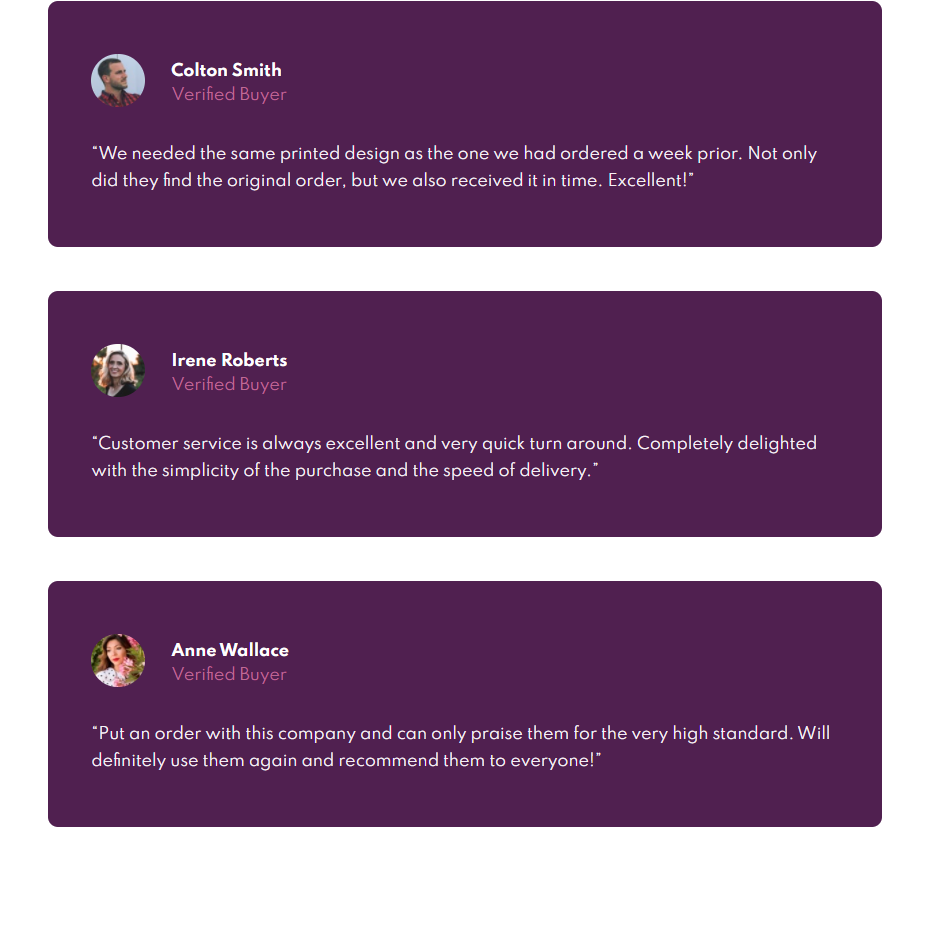 Colton Smith
Verified Buyer
“We needed the same printed design as the one we had ordered a week prior. Not only
did they find the original order, but we also received it in time. Excellent!”
Irene Roberts
Verified Buyer
“Customer service is always excellent and very quick turn around. Completely delighted
with the simplicity of the purchase and the speed of delivery.”
Anne Wallace
Verified Buyer
“Put an order with this company and can only praise them for the very high standard. Will
definitely use them again and recommend them to everyone!”